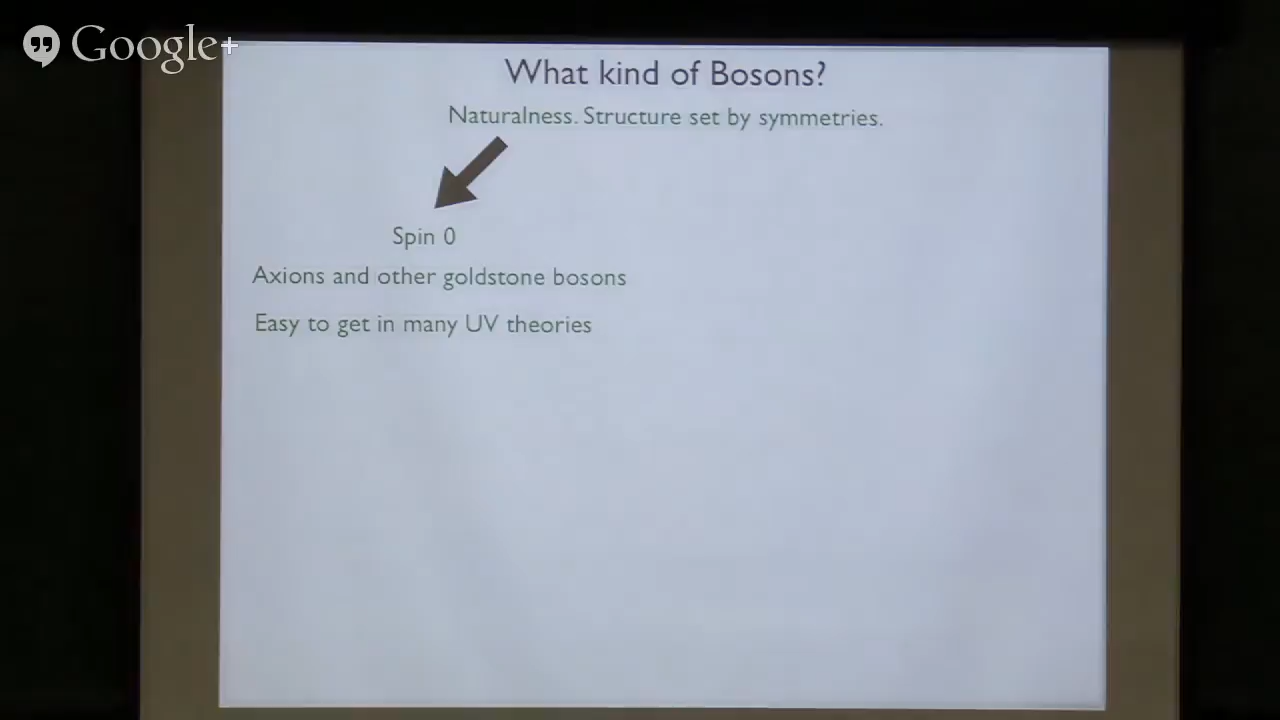 Google+
What kind of Bosons?
Naturalness. Structure set by symmetries.
Spin 0
Axions and other goldstone bosons
Easy to get in many UV theories